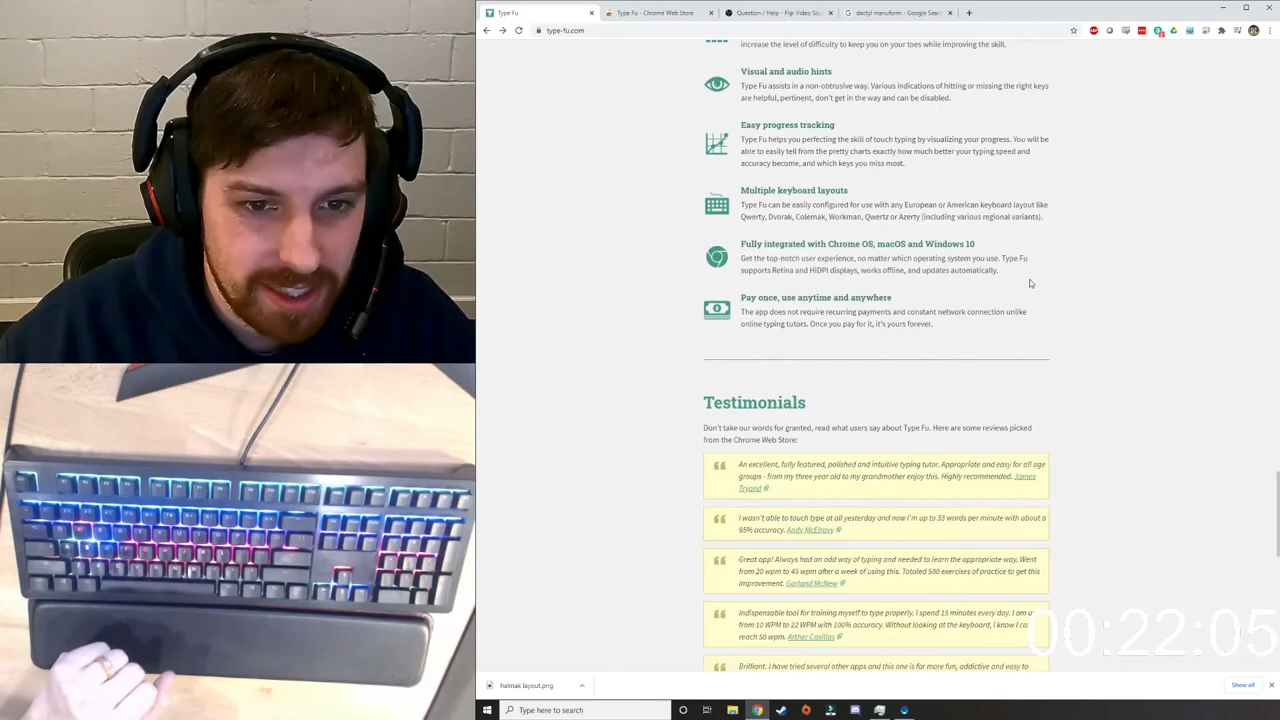 Type Fu
Type Fu - Chrome Web Store
Question / Help - Flip Video So
dactyl manuform - Google Sear
type-fu.com
increase the level of difficulty to keep you on your toes while improving the skill.
Visual and audio hints
Type Fu assists in a non-obtrusive way. Various indications of hitting or missing the right keys
are helpful, pertinent, don't get in the way and can be disabled.
Easy progress tracking
Type Fu helps you perfecting the skill of touch typing by visualizing your progress. You will be
able to easily tell from the pretty charts exactly how much better your typing speed and
accuracy become, and which keys you miss most.
Multiple keyboard layouts
Type Fu can be easily configured for use with any European or American keyboard layout like
Qwerty, Dvorak, Colemak, Workman, Qwertz or Azerty (including various regional variants).
Fully integrated with Chrome OS, macOS and Windows 10
Get the top-notch user experience, no matter which operating system you use. Type Fu
supports Retina and HiDPI displays, works offline, and updates automatically.
Pay once, use anytime and anywhere
The app does not require recurring payments and constant network connection unlike
online typing tutors. Once you pay for it, it's yours forever.
Testimonials
Don't take our words for granted, read what users say about Type Fu. Here are some reviews picked
from the Chrome Web Store:
An excellent, fully featured, polished and intuitive typing tutor. Appropriate and easy for all age
groups - from my three year old to my grandmother enjoy this. Highly recommended. James
Tryand
I wasn't able to touch type at all yesterday and now I'm up to 33 words per minute with about a
95% accuracy. Andy McElravy
Great app! Always had an odd way of typing and needed to learn the appropriate way. Went
from 20 wpm to 45 wpm after a week of using this. Totaled 500 exercises of practice to get this
improvement. Garland McNew
Indispensable tool for training myself to type properly. I spend 15 minutes every day. I am u
from 10 WPM to 22 WPM with 100% accuracy. Without looking at the keyboard, I know I c
reach 50 wpm. Arther Casillas
00:22:05
Brilliant. I have tried several other apps and this one is far more fun, addictive and easy to
halmak layout.png
Show all
Type here to search